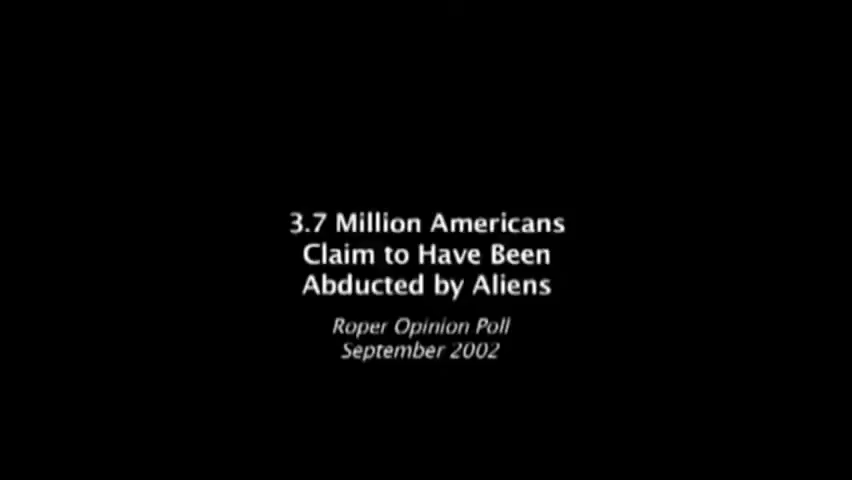 3.7 Million Americans
Claim to Have Been
Abducted by Aliens
Roper Opinion Poll
September 2002